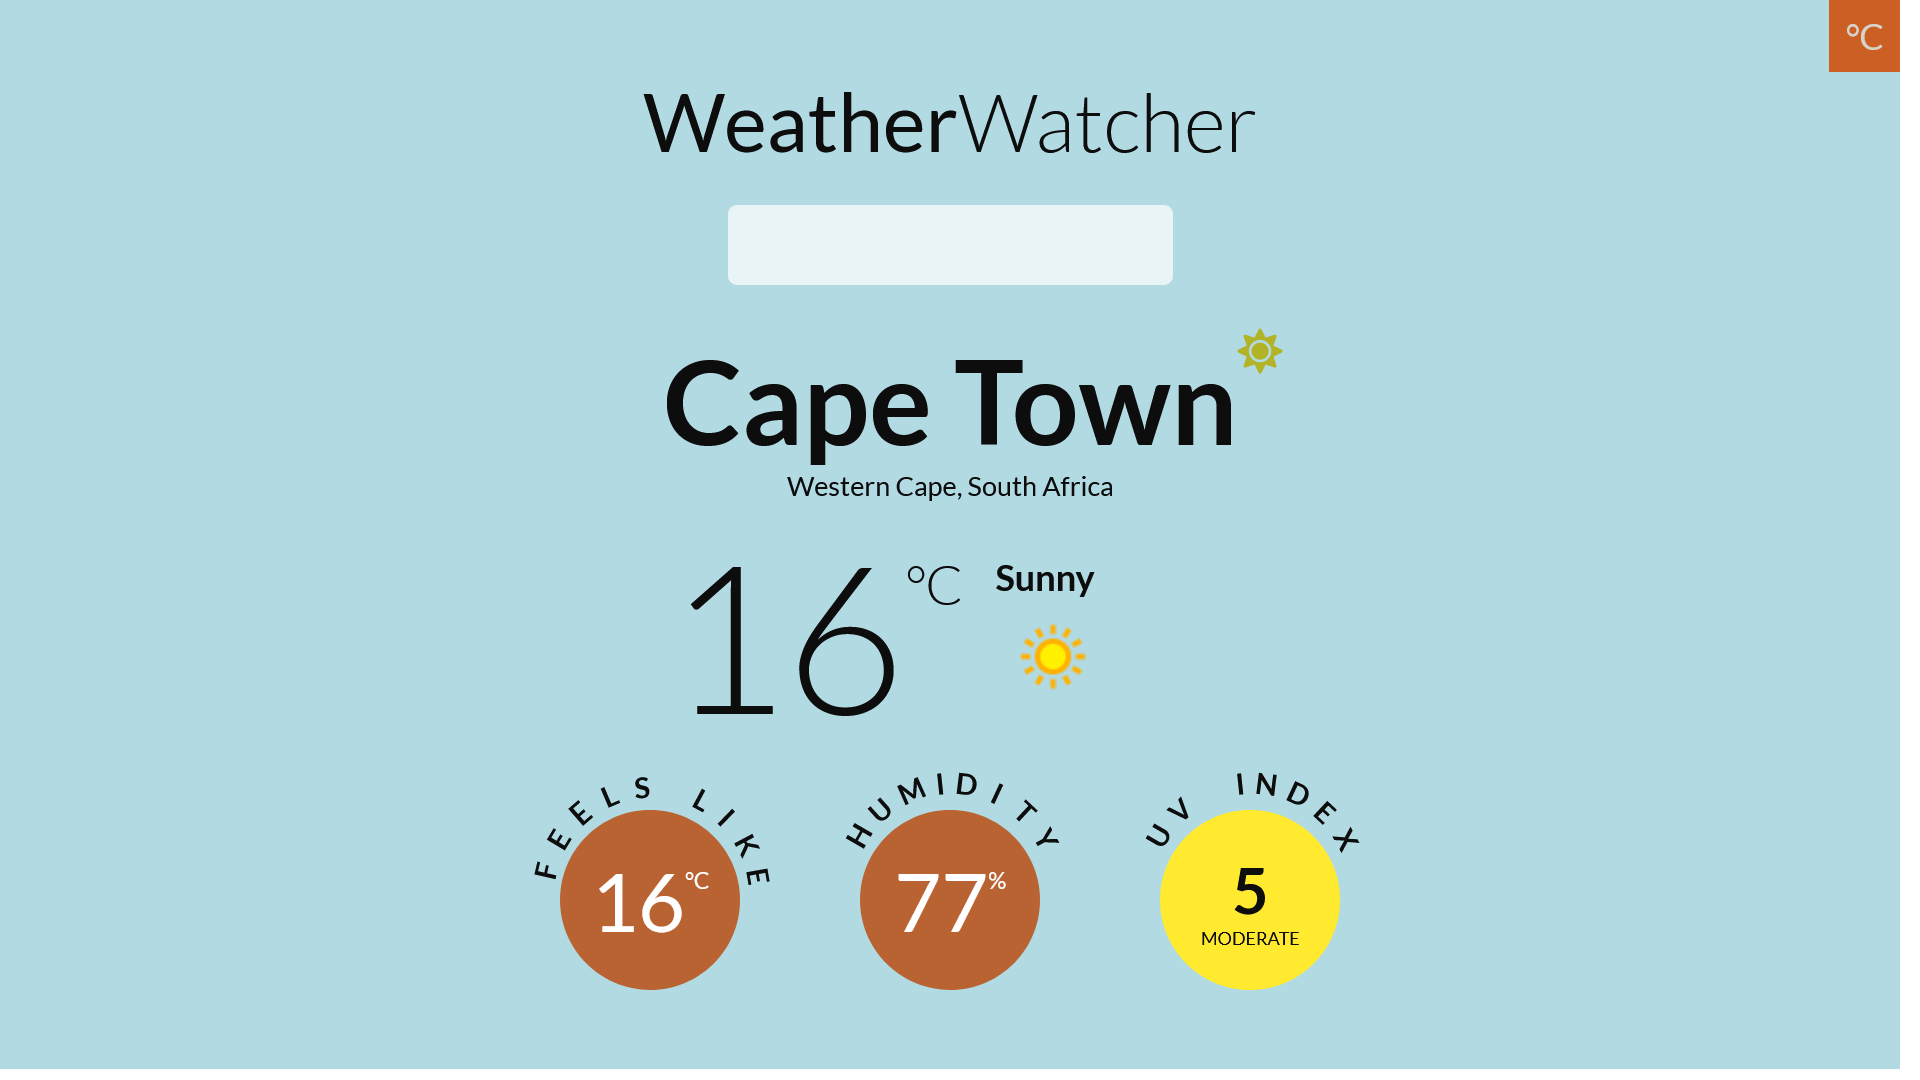 °C
WeatherWatcher
Cape Town
Western Cape, South Africa
16 °C Sunny
FEELS LIKE
16 °C
HUMIDITY
77 %
UV INDEX
5
MODERATE